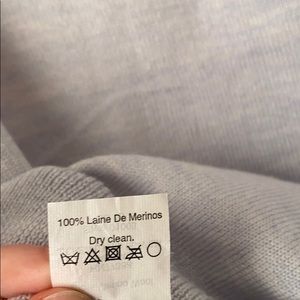 100% Laine De Merinos
Dry clean.